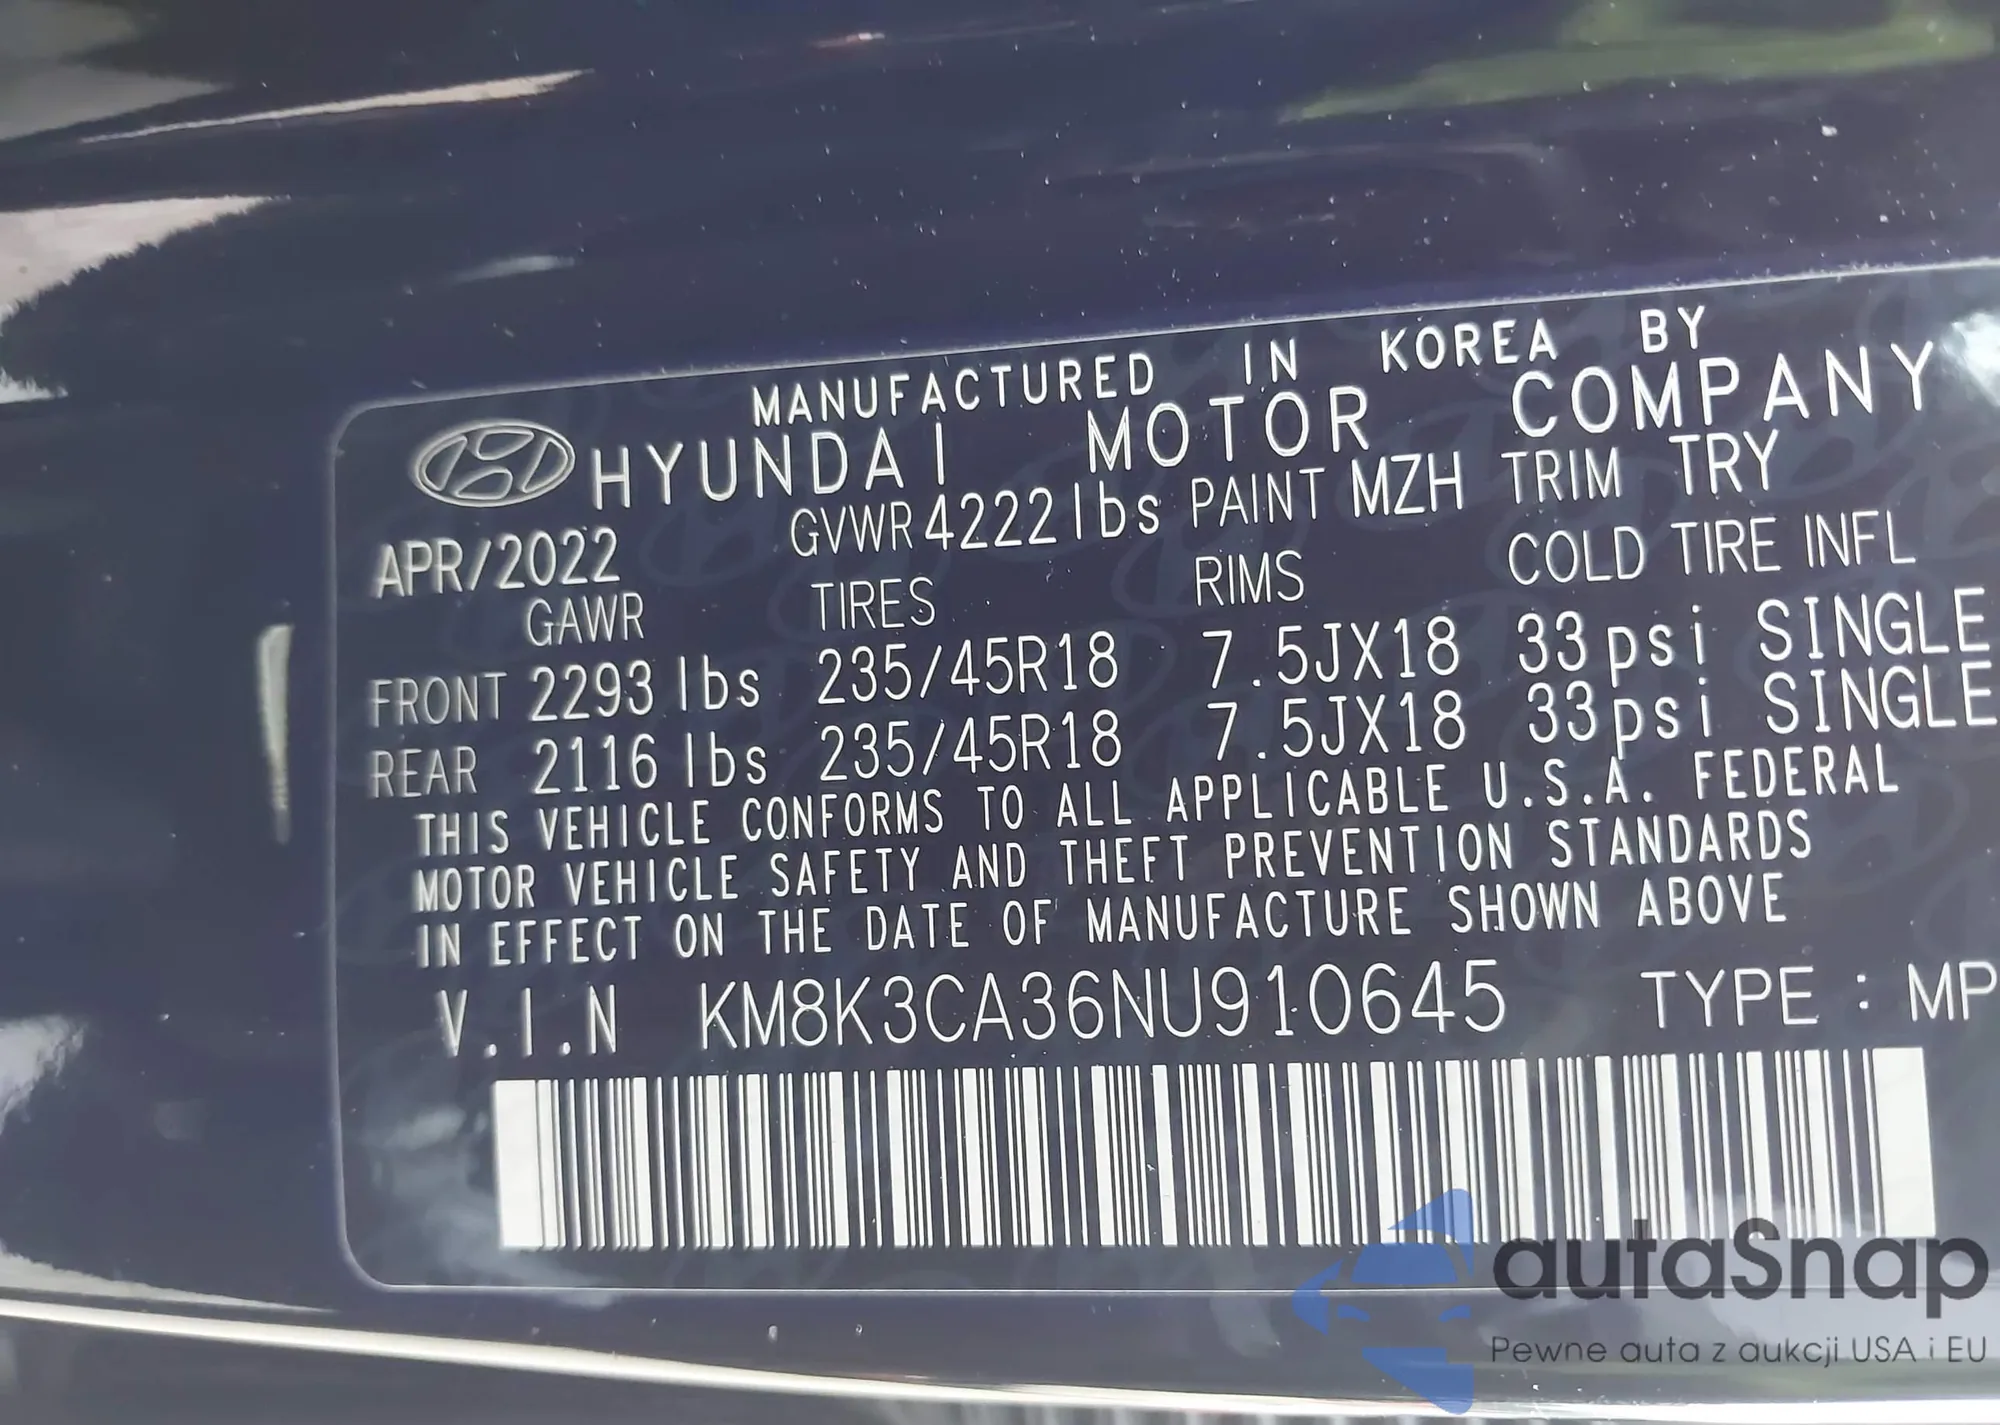 MANUFACTURED IN KOREA BY
HYUNDAI MOTOR COMPANY
APR/2022 GVWR 4222 lbs PAINT MZH TRIM TRY
GAWR TIRES RIMS COLD TIRE INFL
FRONT 2293 lbs 235/45R18 7.5JX18 33psi SINGLE
REAR 2116 lbs 235/45R18 7.5JX18 33psi SINGLE
THIS VEHICLE CONFORMS TO ALL APPLICABLE U.S.A. FEDERAL
MOTOR VEHICLE SAFETY AND THEFT PREVENTION STANDARDS
IN EFFECT ON THE DATE OF MANUFACTURE SHOWN ABOVE
V.I.N KM8K3CA36NU910645 TYPE : MP
autaSnap
Pewne auta z aukcji USA i EU